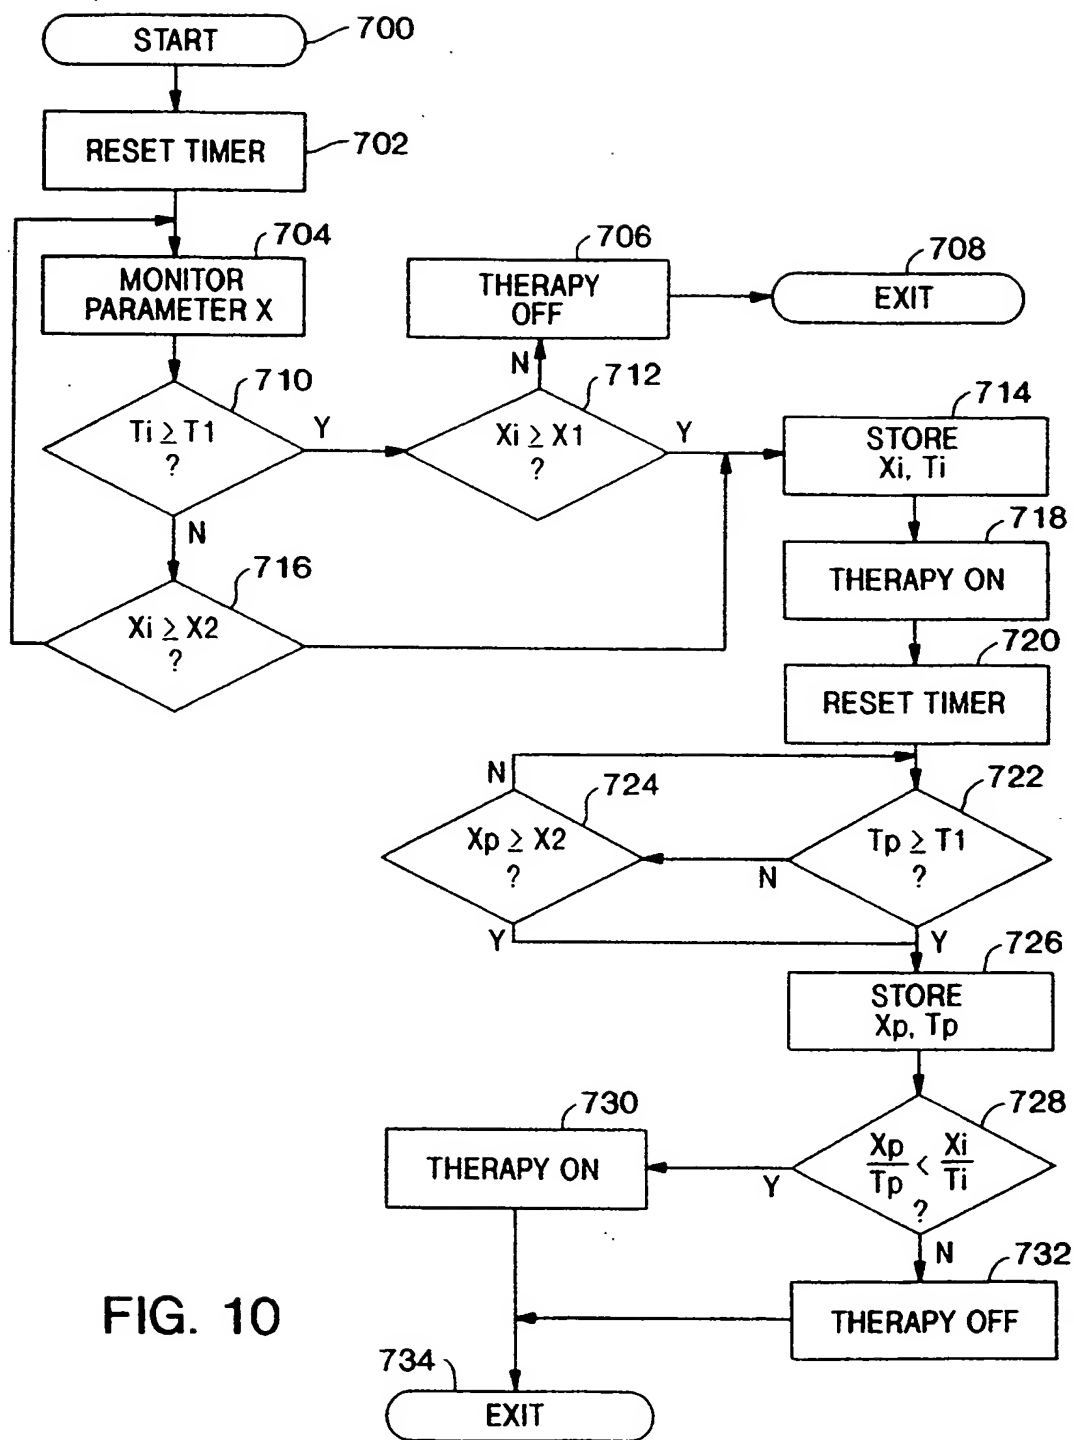 START
700
RESET TIMER
702
704
MONITOR
PARAMETER X
706
THERAPY
OFF
708
EXIT
710
Ti ≥ T1
?
Y
N
712
Xi ≥ X1
?
N
Y
714
STORE
Xi, Ti
716
Xi ≥ X2
?
718
THERAPY ON
720
RESET TIMER
722
Tp ≥ T1
?
N
Y
724
Xp ≥ X2
?
N
Y
726
STORE
Xp, Tp
728
Xp/Tp < Xi/Ti
?
Y
N
730
THERAPY ON
732
THERAPY OFF
734
EXIT
FIG. 10